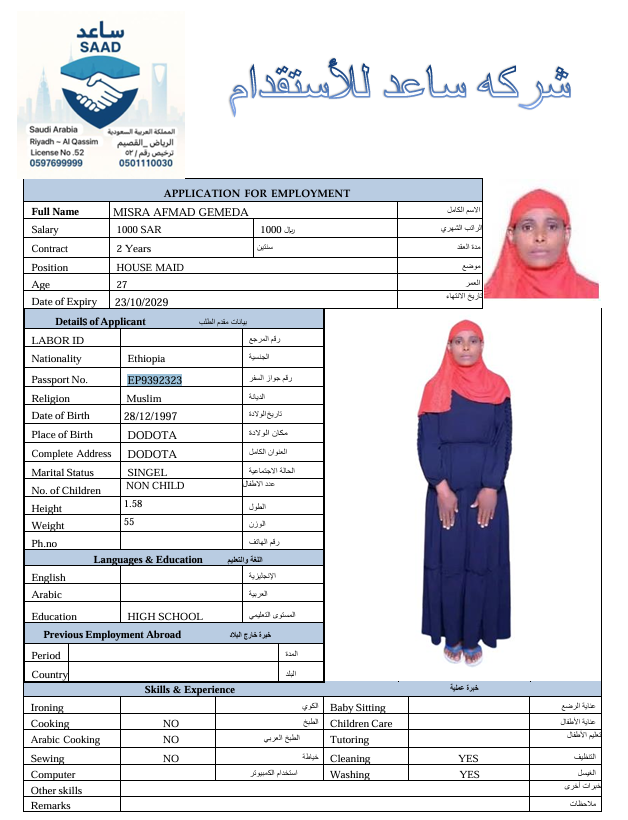 ساعد
SAAD
Saudi Arabia المملكة العربية السعودية
Riyadh – Al Qassim الرياض _القصيم
License No .52 ترخيص رقم / ٥٢
0597699999 0501110030
شركه ساعد للأستقدام
APPLICATION FOR EMPLOYMENT
Full Name MISRA AFMAD GEMEDA الاسم الكامل
Salary 1000 SAR 1000 ريال الراتب الشهري
Contract 2 Years سنتين مدة العقد
Position HOUSE MAID موضع
Age 27 العمر
Date of Expiry 23/10/2029 تاريخ الانتهاء
Details of Applicant بيانات مقدم الطلب
LABOR ID رقم المرجع
Nationality Ethiopia الجنسية
Passport No. EP9392323 رقم جواز السفر
Religion Muslim الديانة
Date of Birth 28/12/1997 تاريخ الولادة
Place of Birth DODOTA مكان الولادة
Complete Address DODOTA العنوان الكامل
Marital Status SINGEL الحالة الاجتماعية
No. of Children NON CHILD عدد الاطفال
Height 1.58 الطول
Weight 55 الوزن
Ph.no رقم الهاتف
Languages & Education اللغة والتعليم
English الإنجليزية
Arabic العربية
Education HIGH SCHOOL المستوى التعليمي
Previous Employment Abroad خبرة خارج البلاد
Period المدة
Country البلد
Skills & Experience خبرة عملية
Ironing الكوي Baby Sitting عناية الرضع
Cooking NO الطبخ Children Care عناية الأطفال
Arabic Cooking NO الطبخ العربي Tutoring تعليم الأطفال
Sewing NO خياطة Cleaning YES التنظيف
Computer استخدام الكمبيوتر Washing YES الغيسل
Other skills خبرات أخرى
Remarks ملاحظات